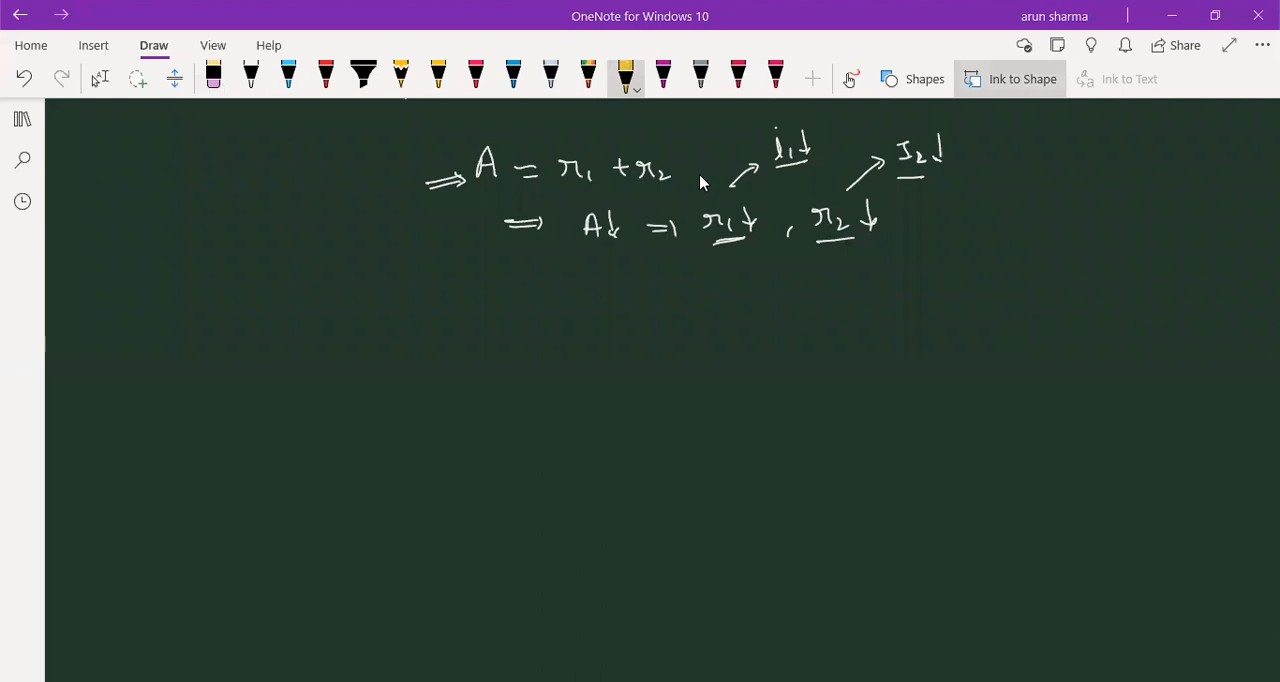 OneNote for Windows 10
arun sharma
Home Insert Draw View Help
Share
Shapes
Ink to Shape
Ink to Text
i₁↓ I₂↓
⇒ A = r₁ + r₂
⇒ A↓ ⇒ r₁↓ , r₂↓